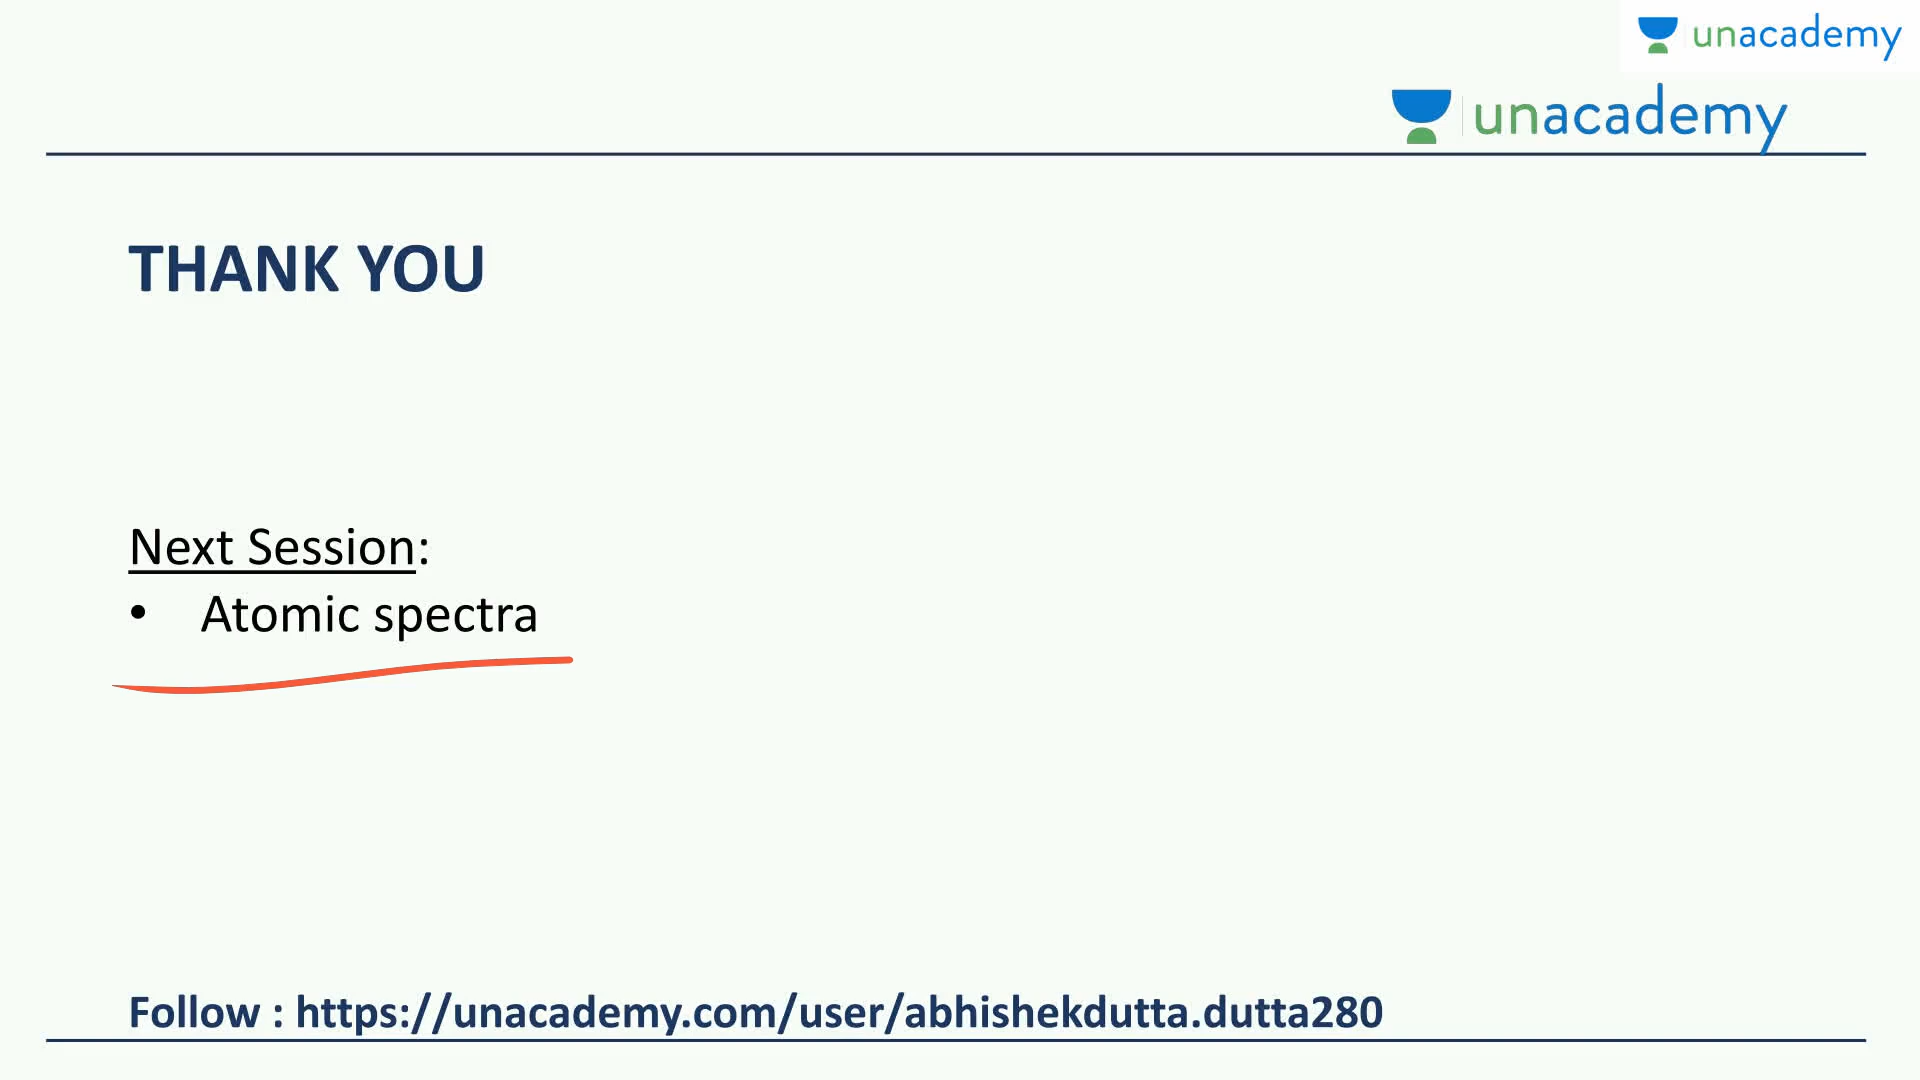 unacademy
unacademy
THANK YOU
Next Session:
• Atomic spectra
Follow : https://unacademy.com/user/abhishekdutta.dutta280